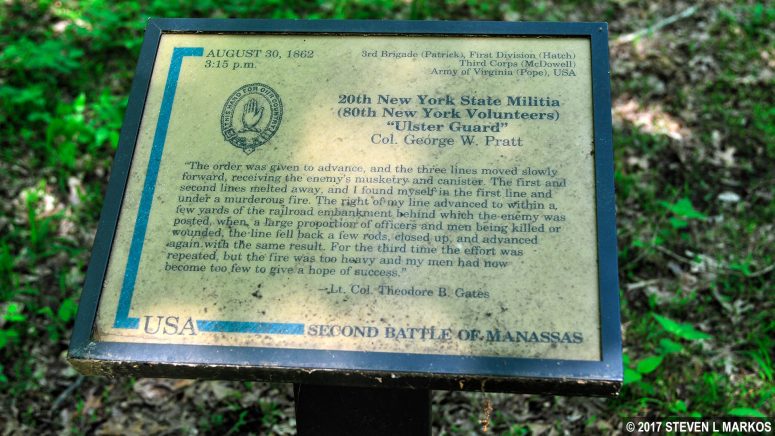 AUGUST 30, 1862
3:15 p.m.
3rd Brigade (Patrick), First Division (Hatch)
Third Corps (McDowell)
Army of Virginia (Pope), USA
THIS HAND FOR OUR COUNTRY
20th New York State Militia
(80th New York Volunteers)
"Ulster Guard"
Col. George W. Pratt
"The order was given to advance, and the three lines moved slowly
forward, receiving the enemy's musketry and canister. The first and
second lines melted away, and I found myself in the first line and
under a murderous fire. The right of my line advanced to within a
few yards of the railroad embankment behind which the enemy was
posted, when, a large proportion of officers and men being killed or
wounded, the line fell back a few rods, closed up, and advanced
again with the same result. For the third time the effort was
repeated, but the fire was too heavy and my men had now
become too few to give a hope of success."
—Lt. Col. Theodore B. Gates
USA
SECOND BATTLE OF MANASSAS
© 2017 STEVEN L MARKOS